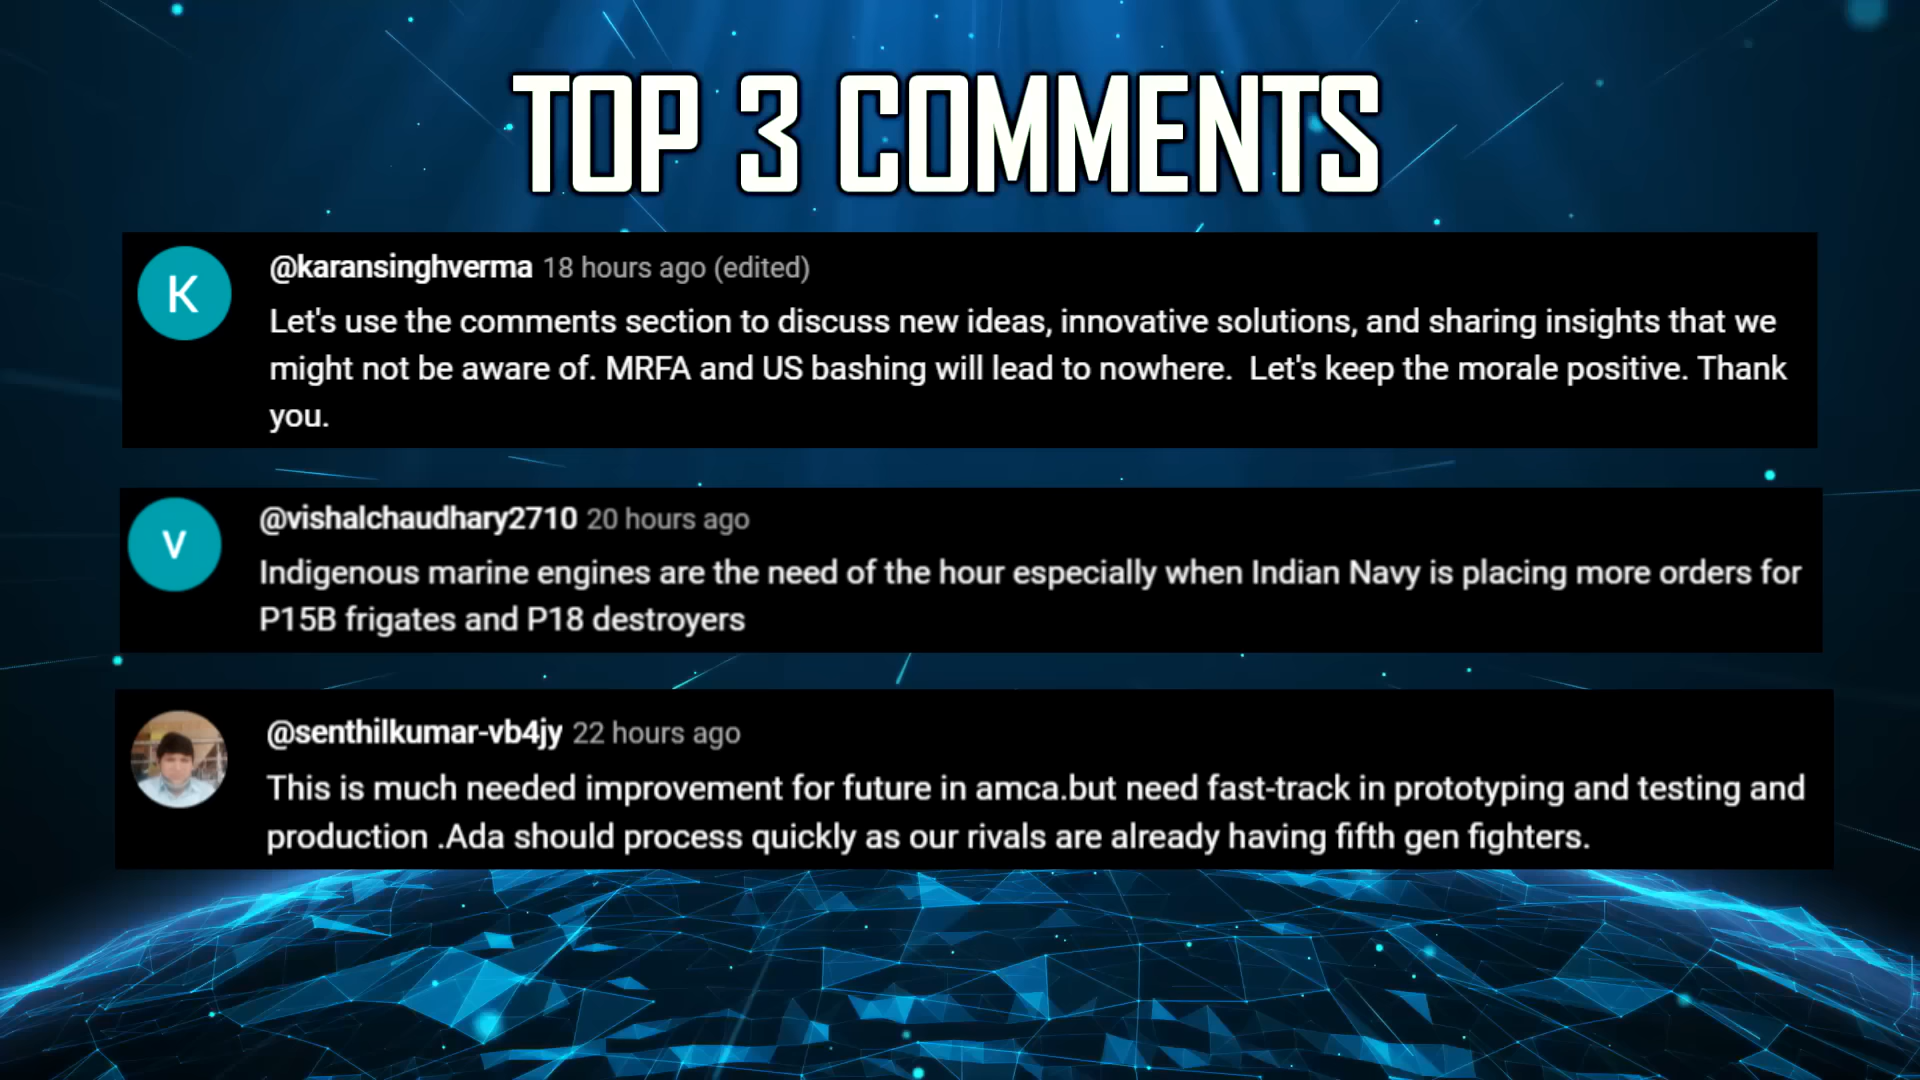 TOP 3 COMMENTS
K
@karansinghverma 18 hours ago (edited)
Let's use the comments section to discuss new ideas, innovative solutions, and sharing insights that we
might not be aware of. MRFA and US bashing will lead to nowhere.  Let's keep the morale positive. Thank
you.
V
@vishalchaudhary2710 20 hours ago
Indigenous marine engines are the need of the hour especially when Indian Navy is placing more orders for
P15B frigates and P18 destroyers
@senthilkumar-vb4jy 22 hours ago
This is much needed improvement for future in amca.but need fast-track in prototyping and testing and
production .Ada should process quickly as our rivals are already having fifth gen fighters.